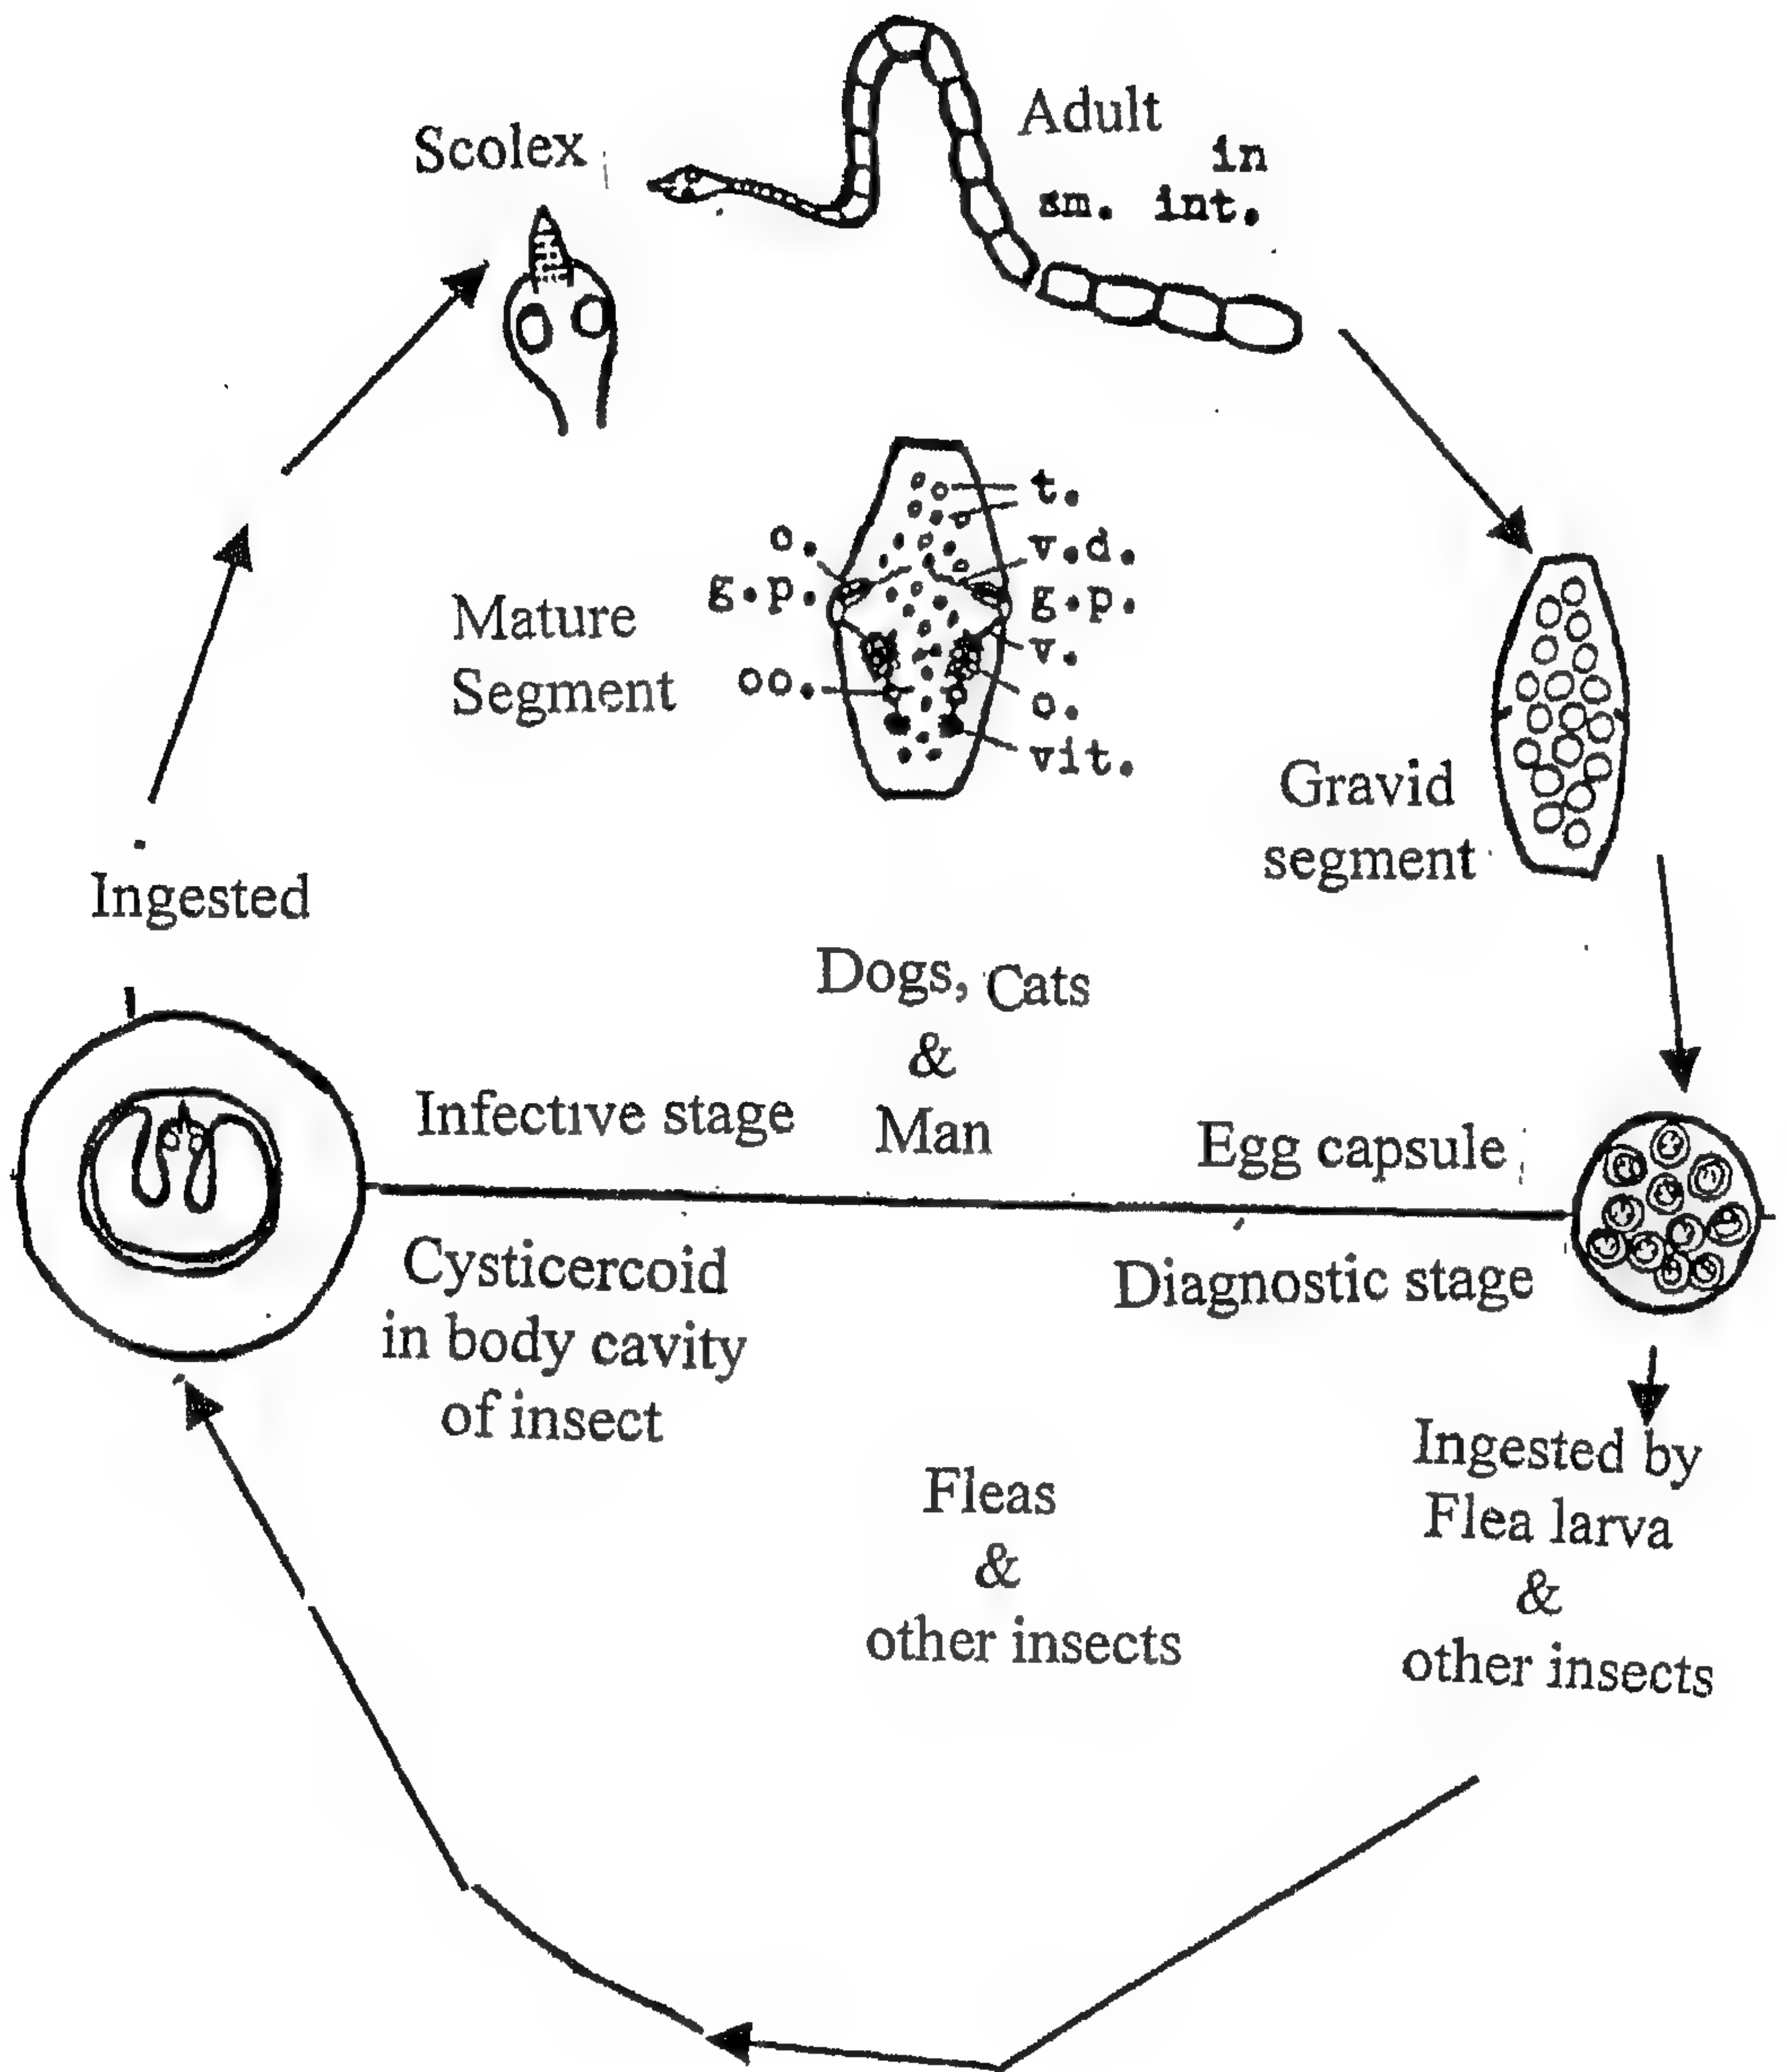 Scolex
Adult
in
sm. int.
t.
o.
v.d.
g.p.
g.p.
Mature
Segment
v.
oo.
o.
vit.
Gravid
segment
Ingested
Dogs, Cats
&
Man
Infective stage
Egg capsule
Cysticercoid
in body cavity
of insect
Diagnostic stage
Fleas
&
other insects
Ingested by
Flea larva
&
other insects